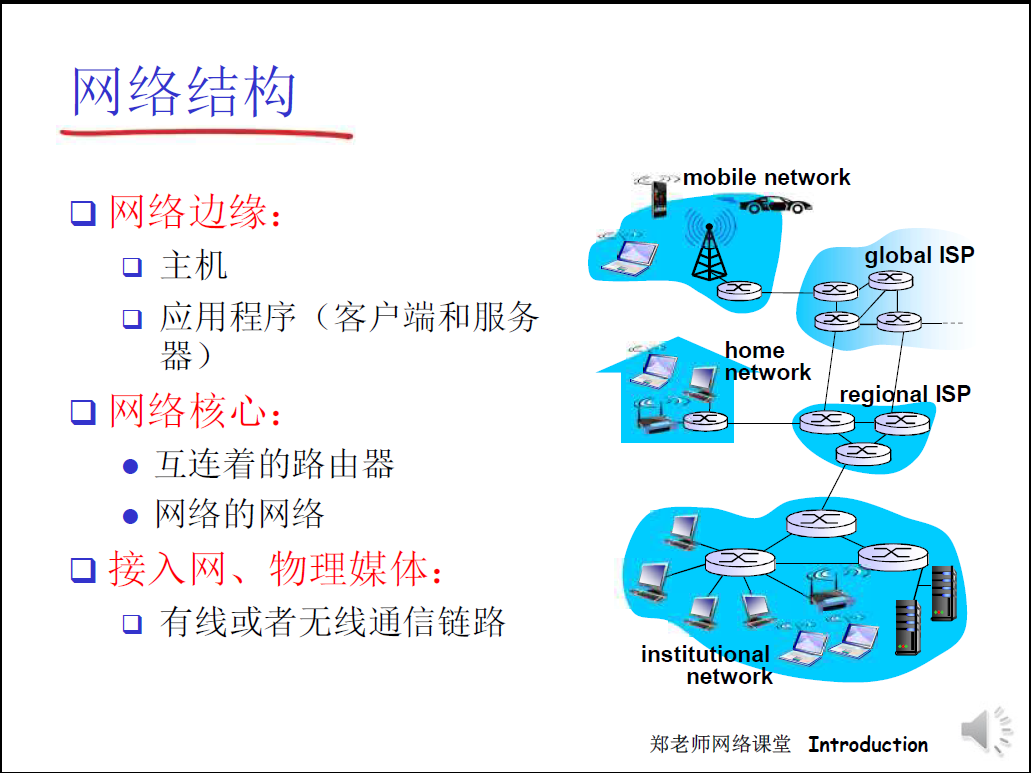 网络结构
网络边缘：
主机
应用程序（客户端和服务
器）
网络核心：
互连着的路由器
网络的网络
接入网、物理媒体：
有线或者无线通信链路
mobile network
global ISP
home
network
regional ISP
institutional
network
郑老师网络课堂 Introduction